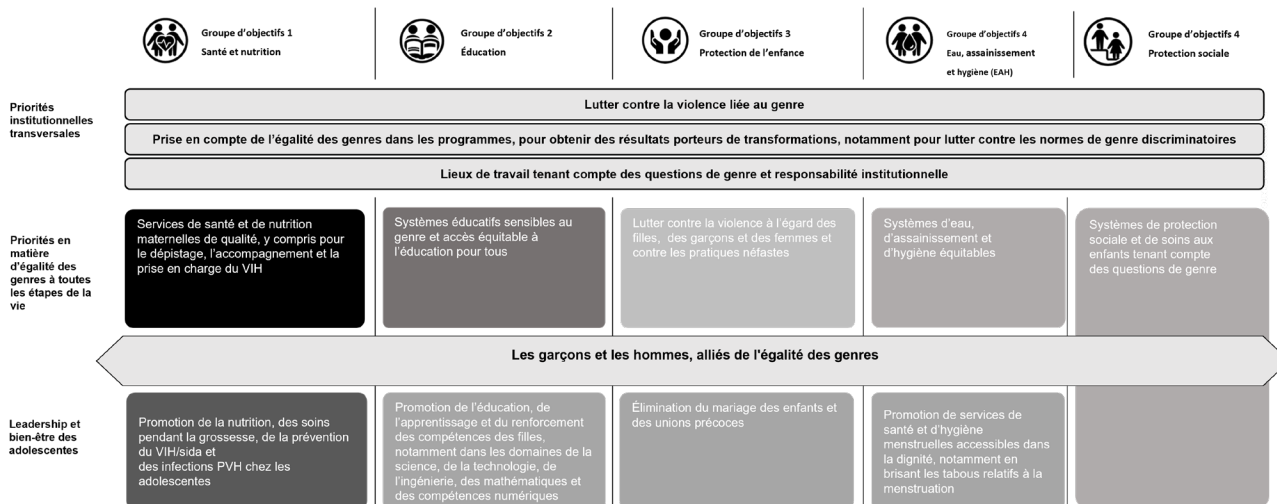 Groupe d'objectifs 1
Santé et nutrition
Groupe d'objectifs 2
Éducation
Groupe d'objectifs 3
Protection de l'enfance
Groupe d'objectifs 4
Eau, assainissement
et hygiène (EAH)
Groupe d'objectifs 4
Protection sociale
Priorités
institutionnelles
transversales
Lutter contre la violence liée au genre
Prise en compte de l'égalité des genres dans les programmes, pour obtenir des résultats porteurs de transformations, notamment pour lutter contre les normes de genre discriminatoires
Lieux de travail tenant compte des questions de genre et responsabilité institutionnelle
Priorités en
matière
d'égalité des
genres à toutes
les étapes de la
vie
Services de santé et de nutrition
maternelles de qualité, y compris pour
le dépistage, l'accompagnement et la
prise en charge du VIH
Systèmes éducatifs sensibles au
genre et accès équitable à
l'éducation pour tous
Lutter contre la violence à l'égard des
filles, des garçons et des femmes et
contre les pratiques néfastes
Systèmes d'eau,
d'assainissement et
d'hygiène équitables
Systèmes de protection
sociale et de soins aux
enfants tenant compte
des questions de genre
Les garçons et les hommes, alliés de l'égalité des genres
Leadership et
bien-être des
adolescentes
Promotion de la nutrition, des soins
pendant la grossesse, de la prévention
du VIH/sida et
des infections PVH chez les
adolescentes
Promotion de l'éducation, de
l'apprentissage et du renforcement
des compétences des filles,
notamment dans les domaines de la
science, de la technologie, de
l'ingénierie, des mathématiques et
des compétences numériques
Élimination du mariage des enfants et
des unions précoces
Promotion de services de
santé et d'hygiène
menstruelles accessibles dans
la dignité, notamment en
brisant les tabous relatifs à la
menstruation